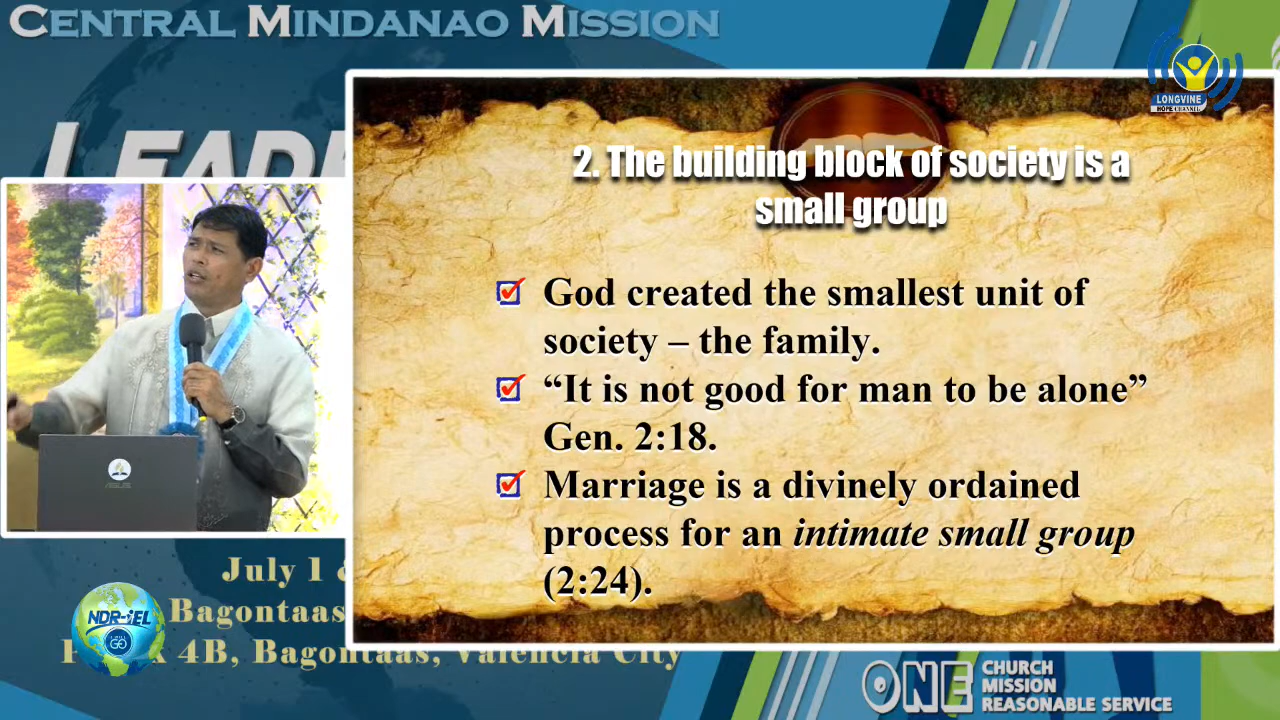 CENTRAL MINDANAO MISSION
LONGVINE
HOPE CHANNEL
2. The building block of society is a
small group
God created the smallest unit of
society – the family.
“It is not good for man to be alone”
Gen. 2:18.
Marriage is a divinely ordained
process for an intimate small group
(2:24).
July 1 &
Bagontaas
4B, Bagontaas, Valencia City
NDR-iEL
I WILL
GO
ONE CHURCH
MISSION
REASONABLE SERVICE